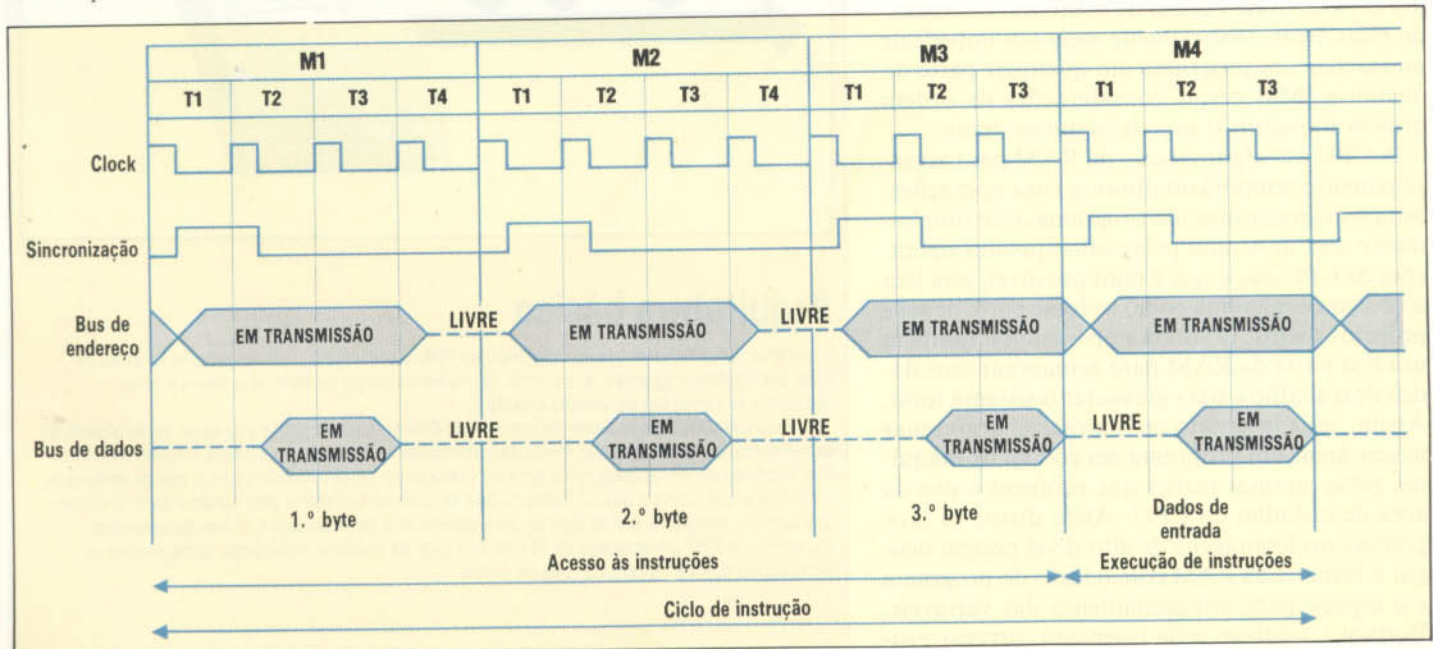 M1 M2 M3 M4
T1 T2 T3 T4 T1 T2 T3 T4 T1 T2 T3 T1 T2 T3
Clock
Sincronização
Bus de
endereço
EM TRANSMISSÃO LIVRE EM TRANSMISSÃO LIVRE EM TRANSMISSÃO EM TRANSMISSÃO
Bus de dados
EM
TRANSMISSÃO
LIVRE
EM
TRANSMISSÃO
LIVRE
EM
TRANSMISSÃO
LIVRE
EM
TRANSMISSÃO
1.º byte 2.º byte 3.º byte
Dados de
entrada
Acesso às instruções Execução de instruções
Ciclo de instrução